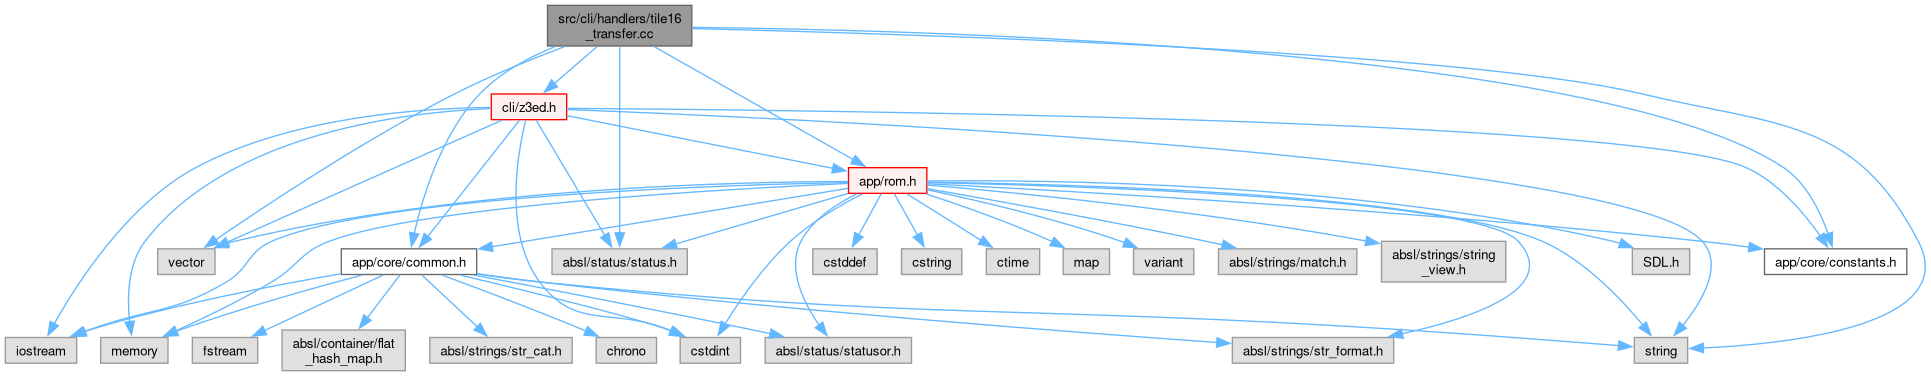 src/cli/handlers/tile16
_transfer.cc
cli/z3ed.h
app/rom.h
vector
app/core/common.h
absl/status/status.h
cstddef
cstring
ctime
map
variant
absl/strings/match.h
absl/strings/string
_view.h
SDL.h
app/core/constants.h
iostream
memory
fstream
absl/container/flat
_hash_map.h
absl/strings/str_cat.h
chrono
cstdint
absl/status/statusor.h
absl/strings/str_format.h
string